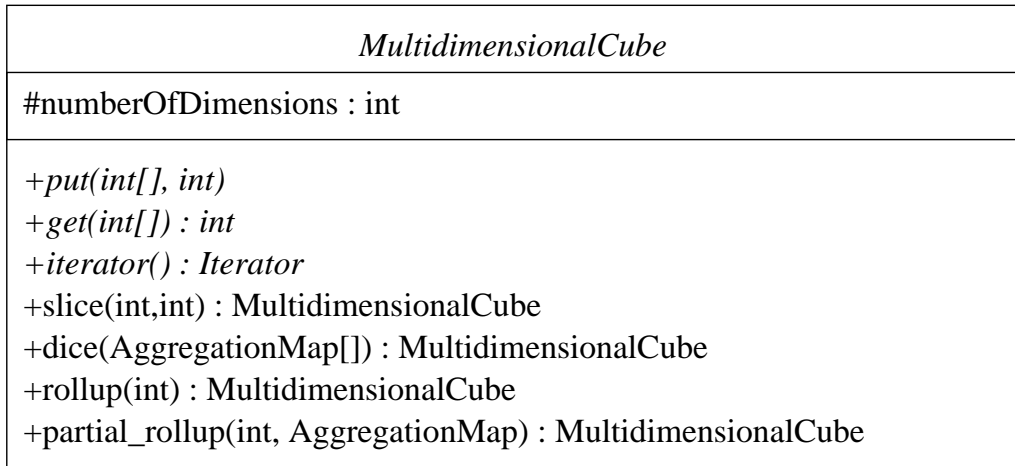 MultidimensionalCube
#numberOfDimensions : int
+put(int[], int)
+get(int[]) : int
+iterator() : Iterator
+slice(int,int) : MultidimensionalCube
+dice(AggregationMap[]) : MultidimensionalCube
+rollup(int) : MultidimensionalCube
+partial_rollup(int, AggregationMap) : MultidimensionalCube